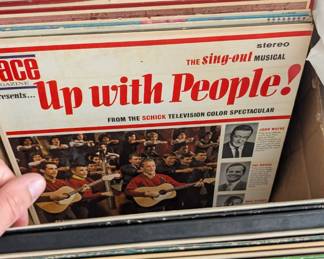 stereo
THE sing-out MUSICAL
ace
MAGAZINE
presents...
Up with People!
FROM THE SCHICK TELEVISION COLOR SPECTACULAR
JOHN WAYNE